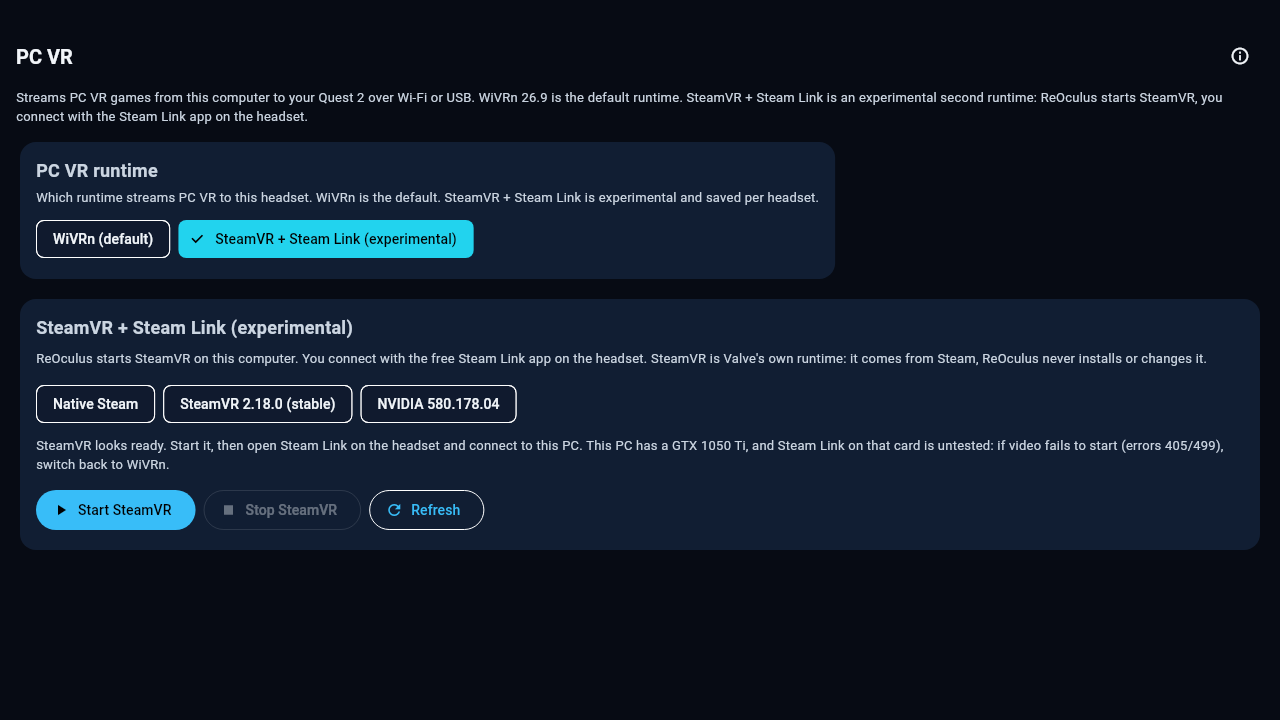 PC VR
Streams PC VR games from this computer to your Quest 2 over Wi-Fi or USB. WiVRn 26.9 is the default runtime. SteamVR + Steam Link is an experimental second runtime: ReOculus starts SteamVR, you
connect with the Steam Link app on the headset.
PC VR runtime
Which runtime streams PC VR to this headset. WiVRn is the default. SteamVR + Steam Link is experimental and saved per headset.
WiVRn (default)
SteamVR + Steam Link (experimental)
SteamVR + Steam Link (experimental)
ReOculus starts SteamVR on this computer. You connect with the free Steam Link app on the headset. SteamVR is Valve's own runtime: it comes from Steam, ReOculus never installs or changes it.
Native Steam
SteamVR 2.18.0 (stable)
NVIDIA 580.178.04
SteamVR looks ready. Start it, then open Steam Link on the headset and connect to this PC. This PC has a GTX 1050 Ti, and Steam Link on that card is untested: if video fails to start (errors 405/499),
switch back to WiVRn.
Start SteamVR
Stop SteamVR
Refresh